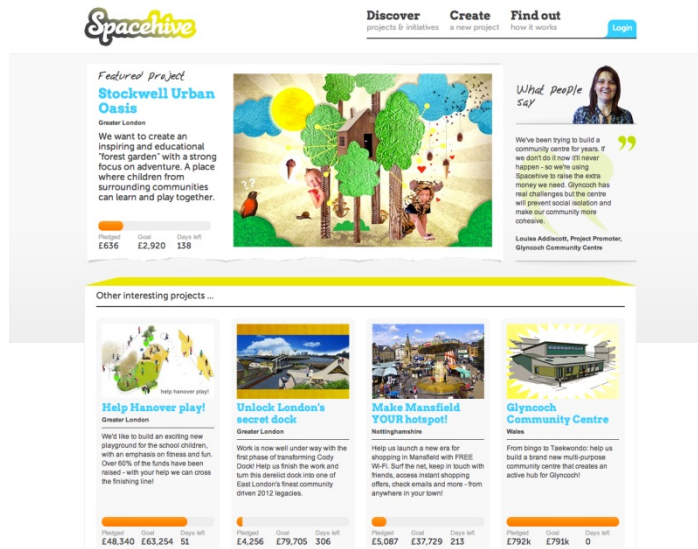 Spacehive
Discover
projects & initiatives
Create
a new project
Find out
how it works
Login
Featured Project
Stockwell Urban
Oasis
Greater London
We want to create an
inspiring and educational
"forest garden" with a strong
focus on adventure. A place
where children from
surrounding communities
can learn and play together.
Pledged Goal Days left
£636 £2,920 138
What people
say
We've been trying to build a
community centre for years. If
we don't do it now it'll never
happen - so we're using
Spacehive to raise the extra
money we need. Glyncoch has
real challenges but the centre
will prevent social isolation and
make our community more
cohesive.
Louisa Addiscott, Project Promoter,
Glyncoch Community Centre
Other interesting projects ...
help hanover play!
Help Hanover play!
Greater London
We'd like to build an exciting new
playground for the school children,
with an emphasis on fitness and fun.
Over 60% of the funds have been
raised - with your help we can cross
the finishing line!
Pledged Goal Days left
£48,340 £63,254 51
Unlock London's
secret dock
Greater London
Work is now well under way with the
first phase of transforming Cody
Dock! Help us finish the work and
turn this derelict dock into one of
East London's finest community
driven 2012 legacies.
Pledged Goal Days left
£4,256 £79,705 306
Make Mansfield
YOUR hotspot!
Nottinghamshire
Help us launch a new era for
shopping in Mansfield with FREE
Wi-Fi. Surf the net, keep in touch with
friends, access instant shopping
offers, check emails and more - from
anywhere in your town!
Pledged Goal Days left
£5,087 £37,729 213
Glyncoch
Community Centre
Wales
From bingo to Taekwondo: help us
build a brand new multi-purpose
community centre that creates an
active hub for Glyncoch!
Pledged Goal Days left
£792k £791k 0